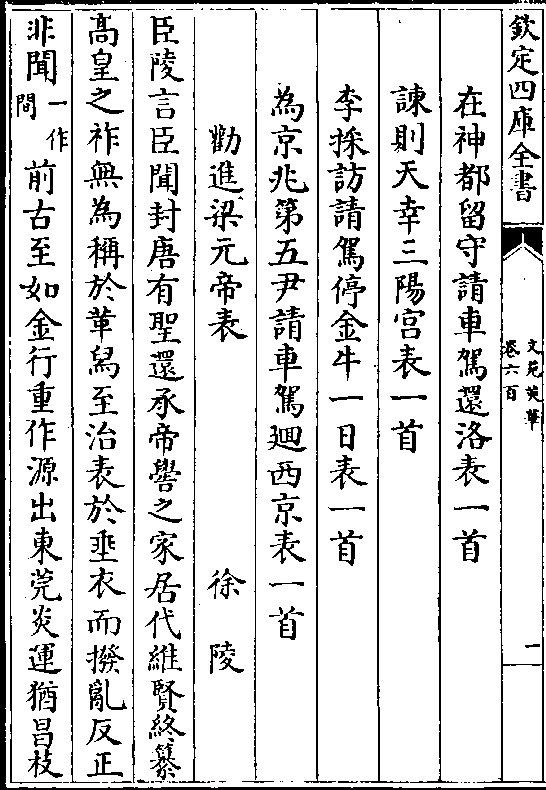 欽定四庫全書
文苑英華
卷六百
一
在神都留守請車駕還洛表一首
諫則天幸三陽宮表一首
李採訪請駕停金牛一日表一首
為京兆第五尹請車駕廻西京表一首
勸進梁元帝表 徐陵
臣陵言臣聞封唐有聖還承帝嚳之家居代維賢終纂
高皇之祚無為稱於革舄至治表於垂衣而撥亂反正
非聞一作間前古至如金行重作源出東莞炎運猶昌枝